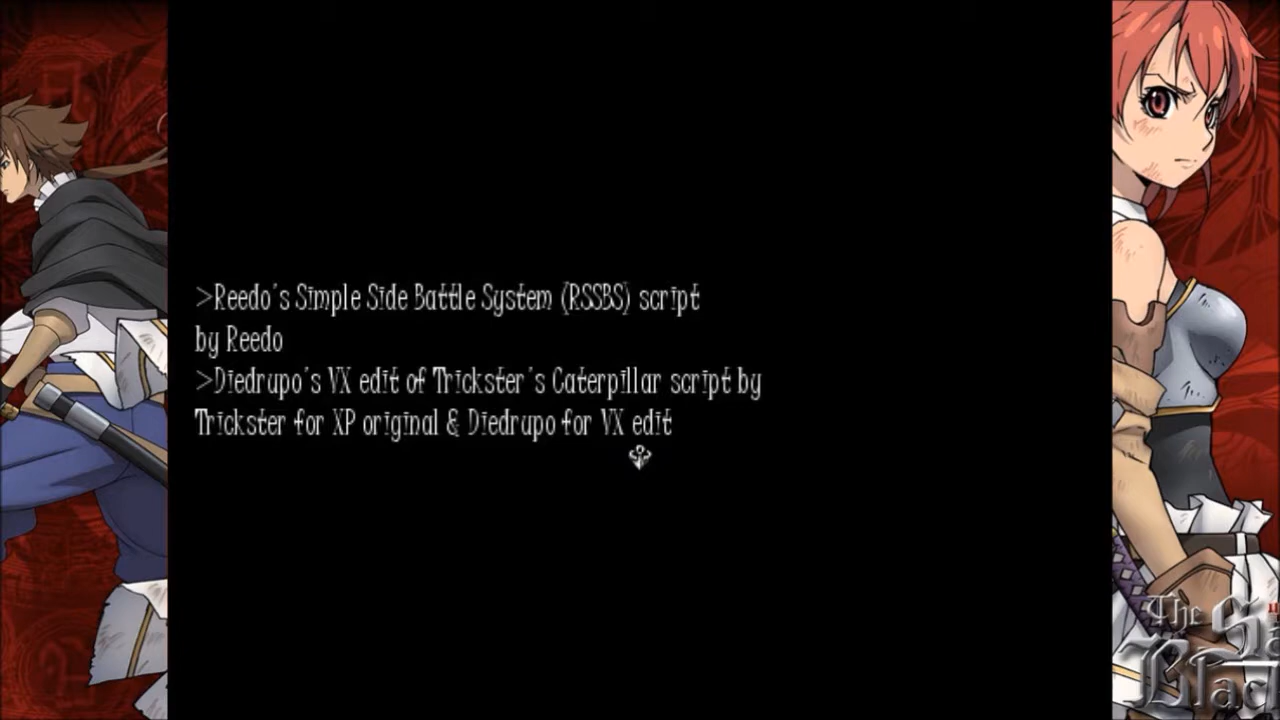 >Reedo's Simple Side Battle System (RSSBS) script
by Reedo
>Diedrupo's VX edit of Trickster's Caterpillar script by
Trickster for XP original & Diedrupo for VX edit
The